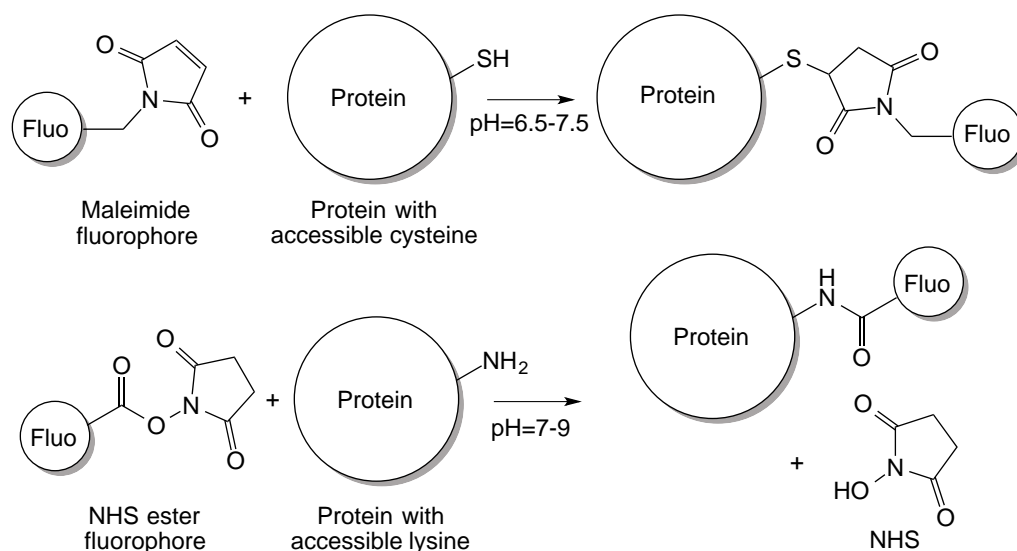 O
N
O
Fluo
+
Protein
SH
pH=6.5-7.5
Protein
S
O
N
O
Fluo
Maleimide
fluorophore
Protein with
accessible cysteine
O
O
O
N
O
Fluo
+
Protein
NH2
pH=7-9
Protein
H
N
O
Fluo
+
O
N
HO
O
NHS
NHS ester
fluorophore
Protein with
accessible lysine